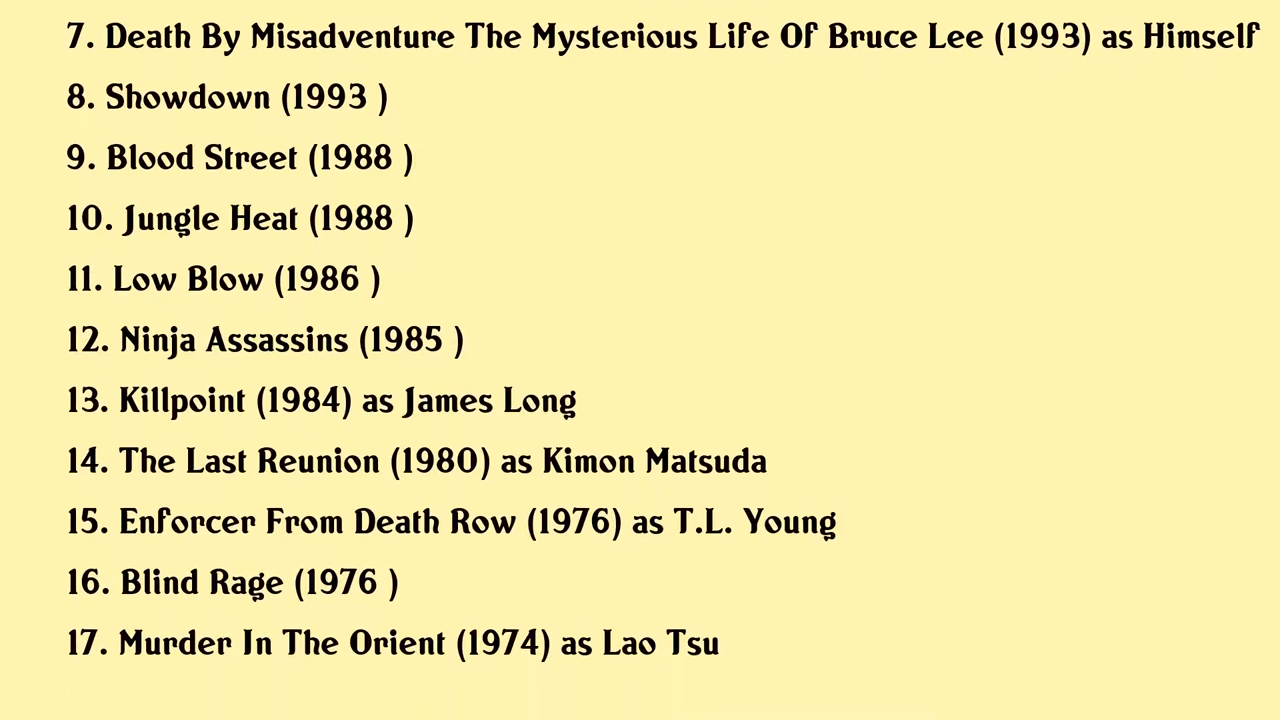 7. Death By Misadventure The Mysterious Life Of Bruce Lee (1993) as Himself
8. Showdown (1993 )
9. Blood Street (1988 )
10. Jungle Heat (1988 )
11. Low Blow (1986 )
12. Ninja Assassins (1985 )
13. Killpoint (1984) as James Long
14. The Last Reunion (1980) as Kimon Matsuda
15. Enforcer From Death Row (1976) as T.L. Young
16. Blind Rage (1976 )
17. Murder In The Orient (1974) as Lao Tsu